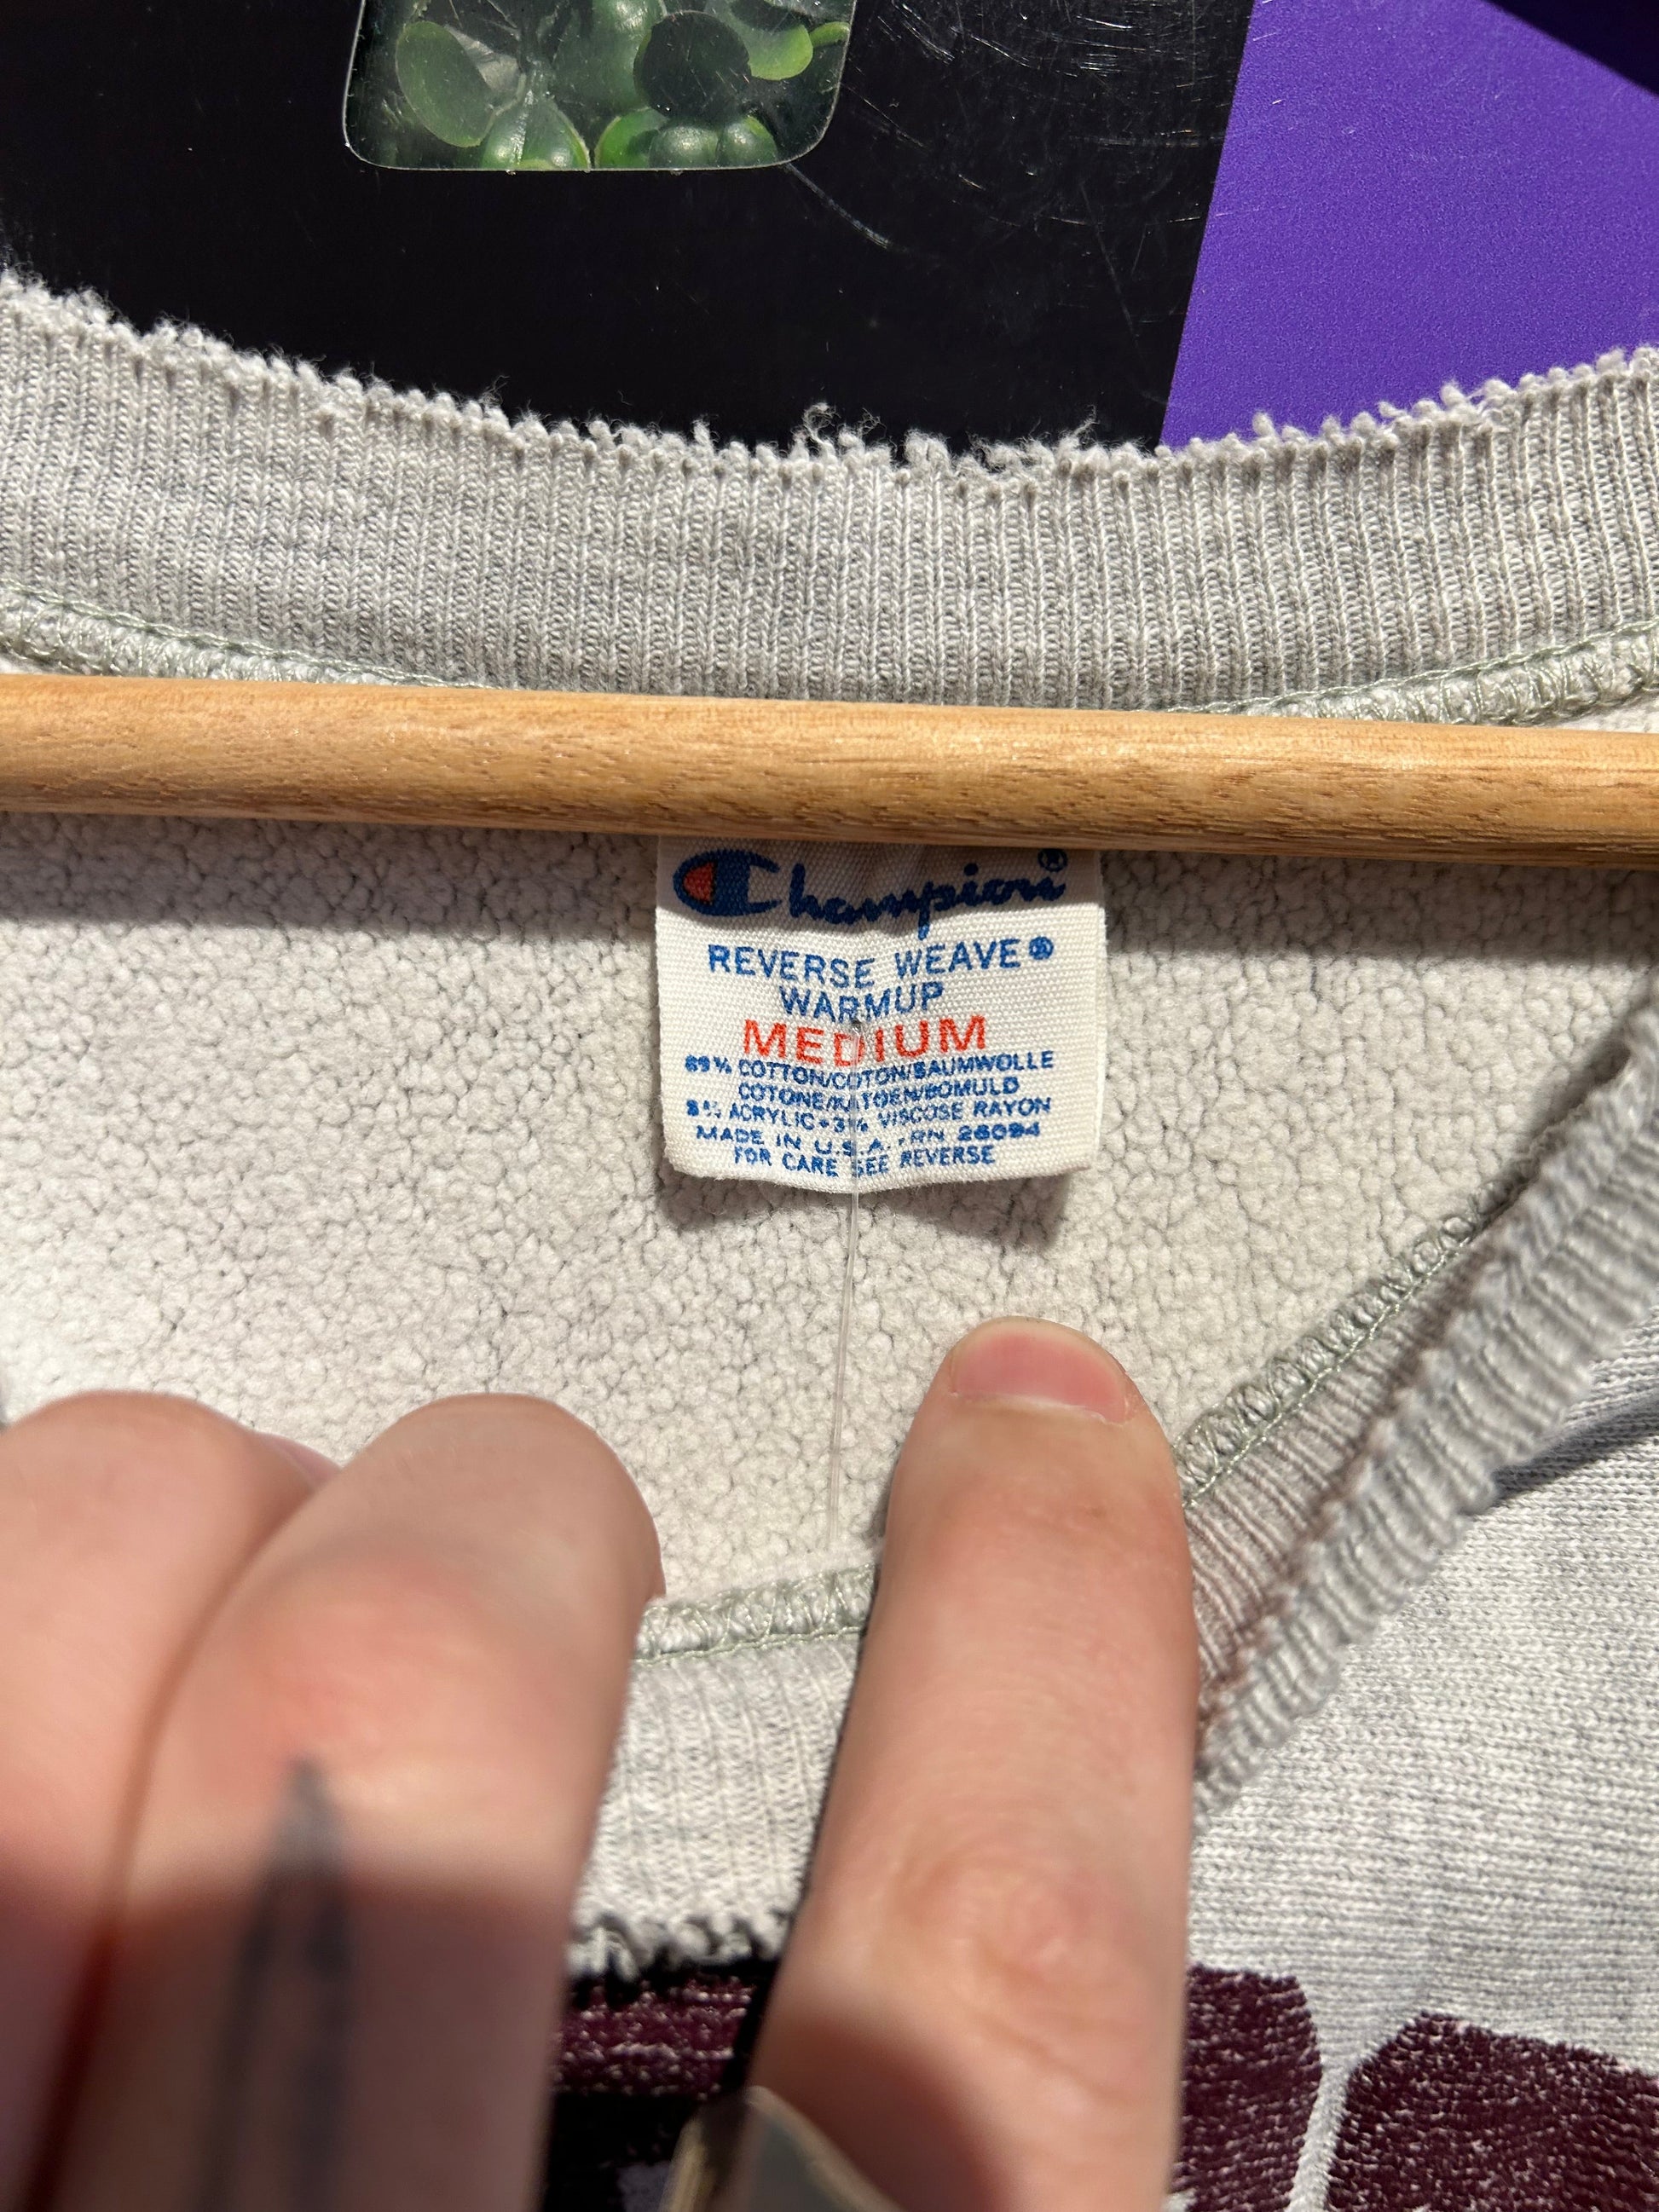 Champion®
REVERSE WEAVE®
WARMUP
MEDIUM
89% COTTON/COTON/BAUMWOLLE
COTONE/KATOEN/BOMULD
8% ACRYLIC•3% VISCOSE RAYON
MADE IN U.S.A. •RN 26094
FOR CARE SEE REVERSE